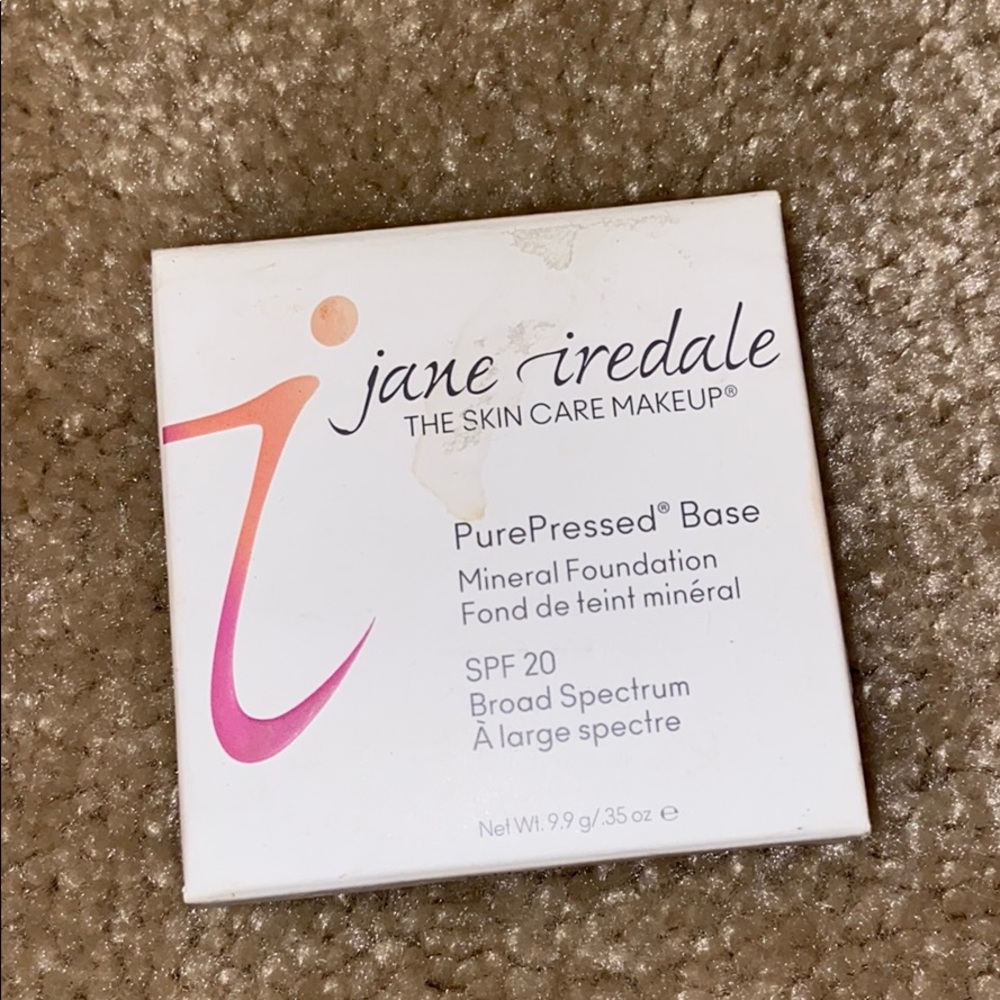 jane iredale
THE SKIN CARE MAKEUP®
PurePressed® Base
Mineral Foundation
Fond de teint minéral
SPF 20
Broad Spectrum
À large spectre
Net Wt. 9.9 g/.35 oz ℮